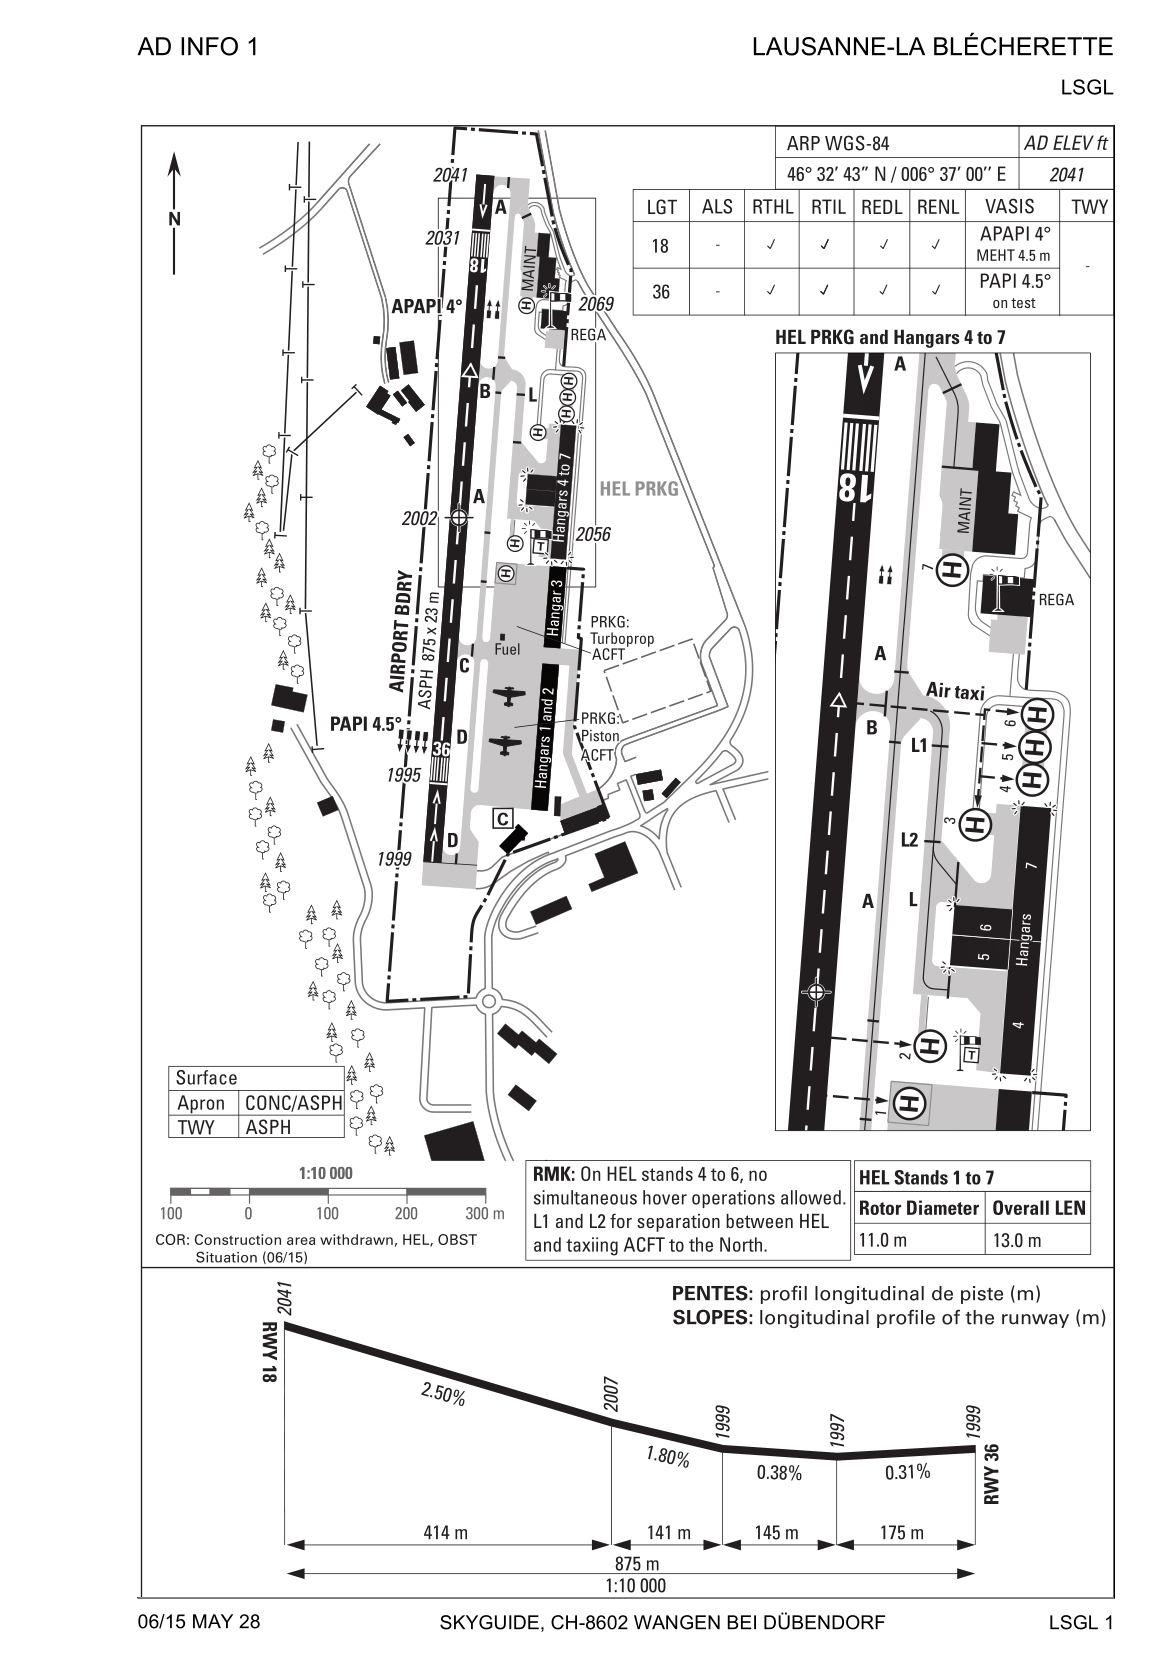 AD INFO 1
LAUSANNE-LA BLÉCHERETTE
LSGL
ARP WGS-84
AD ELEV ft
46° 32′ 43″ N / 006° 37′ 00′′ E
2041
LGT ALS RTHL RTIL REDL RENL VASIS TWY
18 - ✓ ✓ ✓ ✓ APAPI 4°
MEHT 4.5 m
-
36 - ✓ ✓ ✓ ✓ PAPI 4.5°
on test
N
2041
A
2031
18
MAINT
APAPI 4°
H
2069
REGA
B
L
H
H
H
H
A
Hangars 4 to 7
HEL PRKG
2002
H
T
2056
H
Hangar 3
AIRPORT BDRY
ASPH 875 x 23 m
PRKG:
Turboprop
ACFT
Fuel
C
PAPI 4.5°
D
36
Hangars 1 and 2
PRKG:
Piston
ACFT
1995
C
D
1999
HEL PRKG and Hangars 4 to 7
A
18
MAINT
7
H
REGA
A
Air taxi
B
L1
6
H
5
H
4
H
3
H
L2
7
A
L
6
5
Hangars
4
2
H
T
1
H
Surface
Apron CONC/ASPH
TWY ASPH
1:10 000
100 0 100 200 300 m
COR: Construction area withdrawn, HEL, OBST
Situation (06/15)
RMK: On HEL stands 4 to 6, no
simultaneous hover operations allowed.
L1 and L2 for separation between HEL
and taxiing ACFT to the North.
HEL Stands 1 to 7
Rotor Diameter Overall LEN
11.0 m 13.0 m
PENTES: profil longitudinal de piste (m)
SLOPES: longitudinal profile of the runway (m)
2041
RWY 18
2.50%
2007
1.80%
1999
0.38%
1997
0.31%
1999
RWY 36
414 m 141 m 145 m 175 m
875 m
1:10 000
06/15 MAY 28
SKYGUIDE, CH-8602 WANGEN BEI DÜBENDORF
LSGL 1